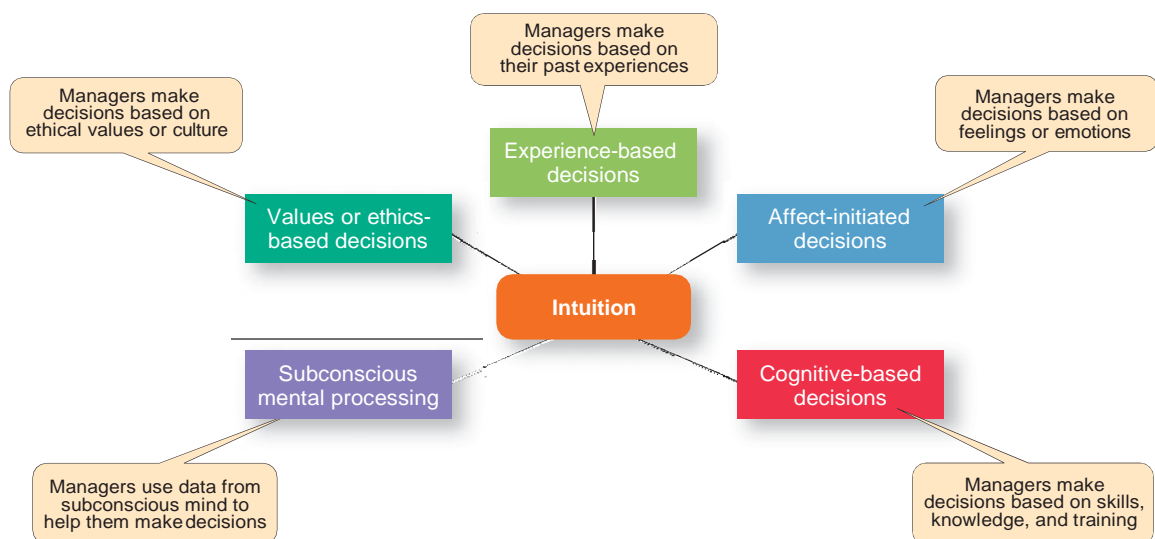 Managers make
decisions based on
their past experiences
Managers make
decisions based on
ethical values or culture
Managers make
decisions based on
feelings or emotions
Experience-based
decisions
Values or ethics-
based decisions
Affect-initiated
decisions
Intuition
Subconscious
mental processing
Cognitive-based
decisions
Managers use data from
subconscious mind to
help them make decisions
Managers make
decisions based on skills,
knowledge, and training